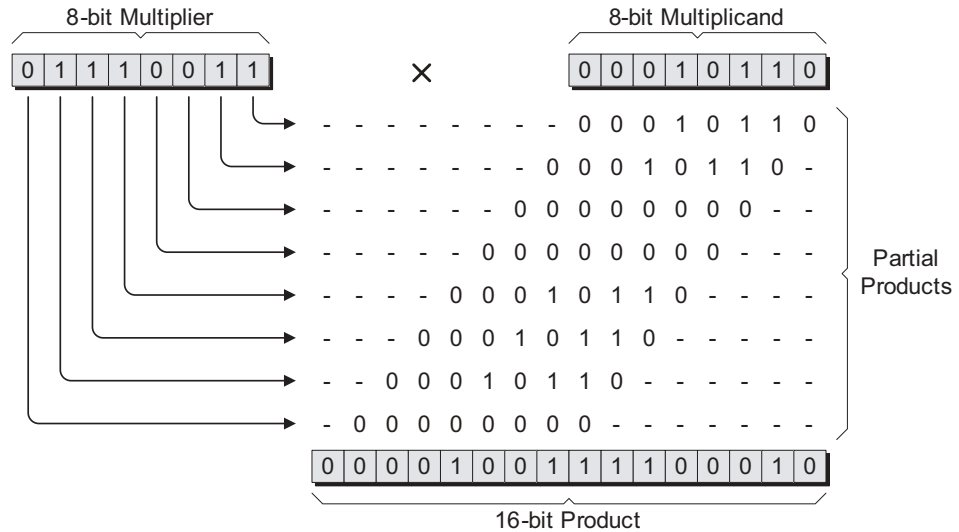 8-bit Multiplier 8-bit Multiplicand
0 1 1 1 0 0 1 1 × 0 0 0 1 0 1 1 0
- - - - - - - - 0 0 0 1 0 1 1 0
- - - - - - - 0 0 0 1 0 1 1 0 -
- - - - - - 0 0 0 0 0 0 0 0 - -
- - - - - 0 0 0 0 0 0 0 0 - - -
- - - - 0 0 0 1 0 1 1 0 - - - -
- - - 0 0 0 1 0 1 1 0 - - - - -
- - 0 0 0 1 0 1 1 0 - - - - - -
- 0 0 0 0 0 0 0 0 - - - - - - -
Partial
Products
0 0 0 0 1 0 0 1 1 1 1 0 0 0 1 0
16-bit Product